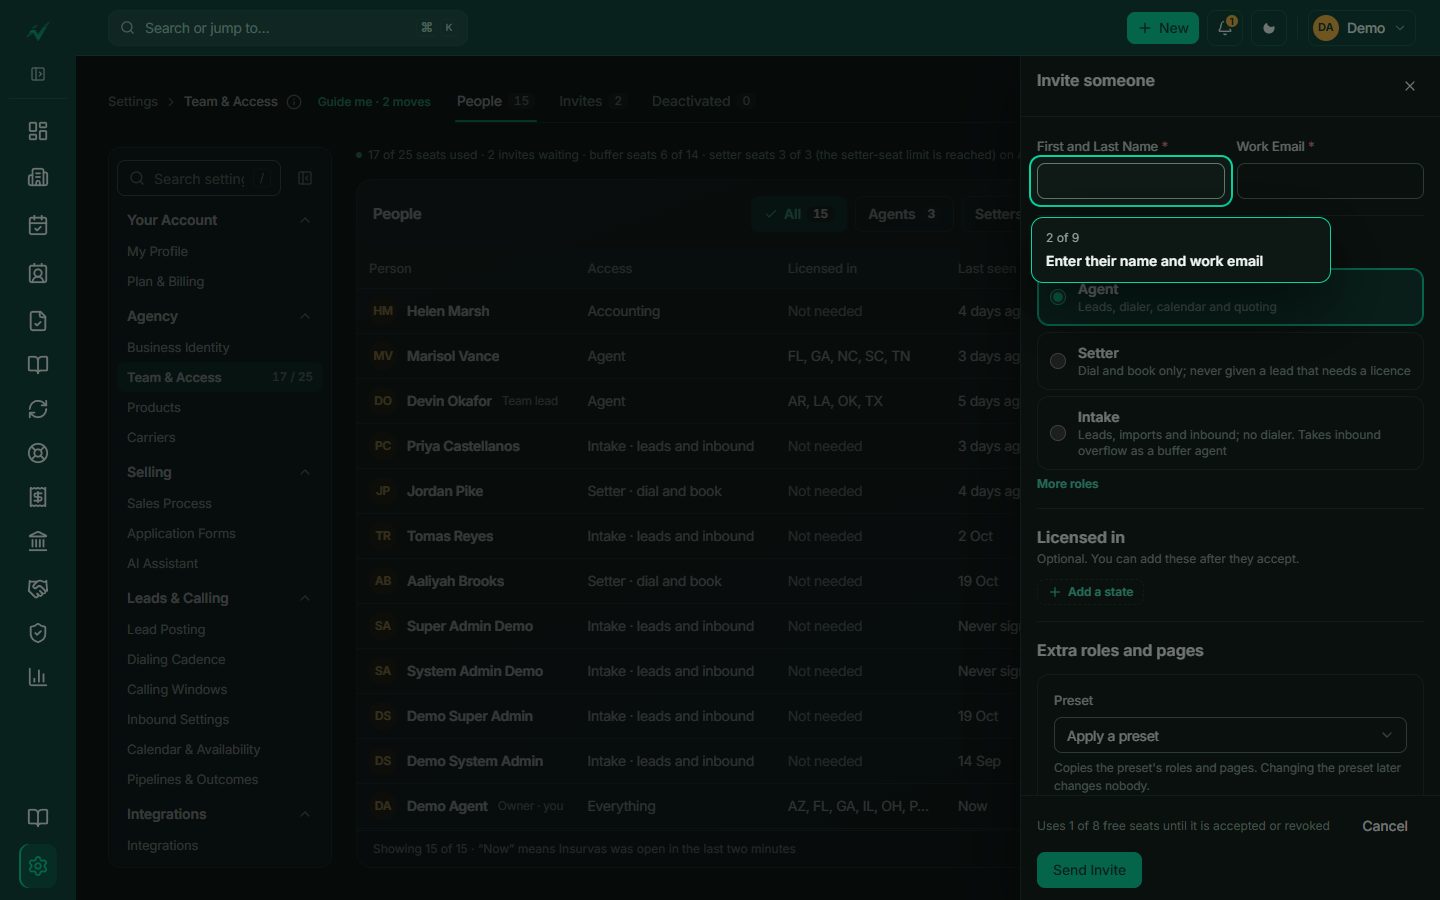 Search or jump to...
⌘ K
New
1
DA
Demo
Settings
Team & Access
Guide me · 2 moves
People 15
Invites 2
Deactivated 0
17 of 25 seats used · 2 invites waiting · buffer seats 6 of 14 · setter seats 3 of 3 (the setter-seat limit is reached) on
/
Your Account
My Profile
Plan & Billing
Agency
Business Identity
Team & Access 17 / 25
Products
Carriers
Selling
Sales Process
Application Forms
AI Assistant
Leads & Calling
Lead Posting
Dialing Cadence
Calling Windows
Inbound Settings
Calendar & Availability
Pipelines & Outcomes
Integrations
Integrations
People
All 15
Agents 3
Setters
Person Access Licensed in Last seen
HM Helen Marsh Accounting Not needed 4 days ag
MV Marisol Vance Agent FL, GA, NC, SC, TN 3 days ag
DO Devin Okafor Team lead Agent AR, LA, OK, TX 5 days ag
PC Priya Castellanos Intake · leads and inbound Not needed 3 days ag
JP Jordan Pike Setter · dial and book Not needed 4 days ag
TR Tomas Reyes Intake · leads and inbound Not needed 2 Oct
AB Aaliyah Brooks Setter · dial and book Not needed 19 Oct
SA Super Admin Demo Intake · leads and inbound Not needed Never sig
SA System Admin Demo Intake · leads and inbound Not needed Never sig
DS Demo Super Admin Intake · leads and inbound Not needed 19 Oct
DS Demo System Admin Intake · leads and inbound Not needed 14 Sep
DA Demo Agent Owner · you Everything AZ, FL, GA, IL, OH, P... Now
Showing 15 of 15 · "Now" means Insurvas was open in the last two minutes
Invite someone
First and Last Name *
Work Email *
2 of 9
Enter their name and work email
Agent
Leads, dialer, calendar and quoting
Setter
Dial and book only; never given a lead that needs a licence
Intake
Leads, imports and inbound; no dialer. Takes inbound
overflow as a buffer agent
More roles
Licensed in
Optional. You can add these after they accept.
Add a state
Extra roles and pages
Preset
Apply a preset
Copies the preset's roles and pages. Changing the preset later
changes nobody.
Uses 1 of 8 free seats until it is accepted or revoked
Cancel
Send Invite